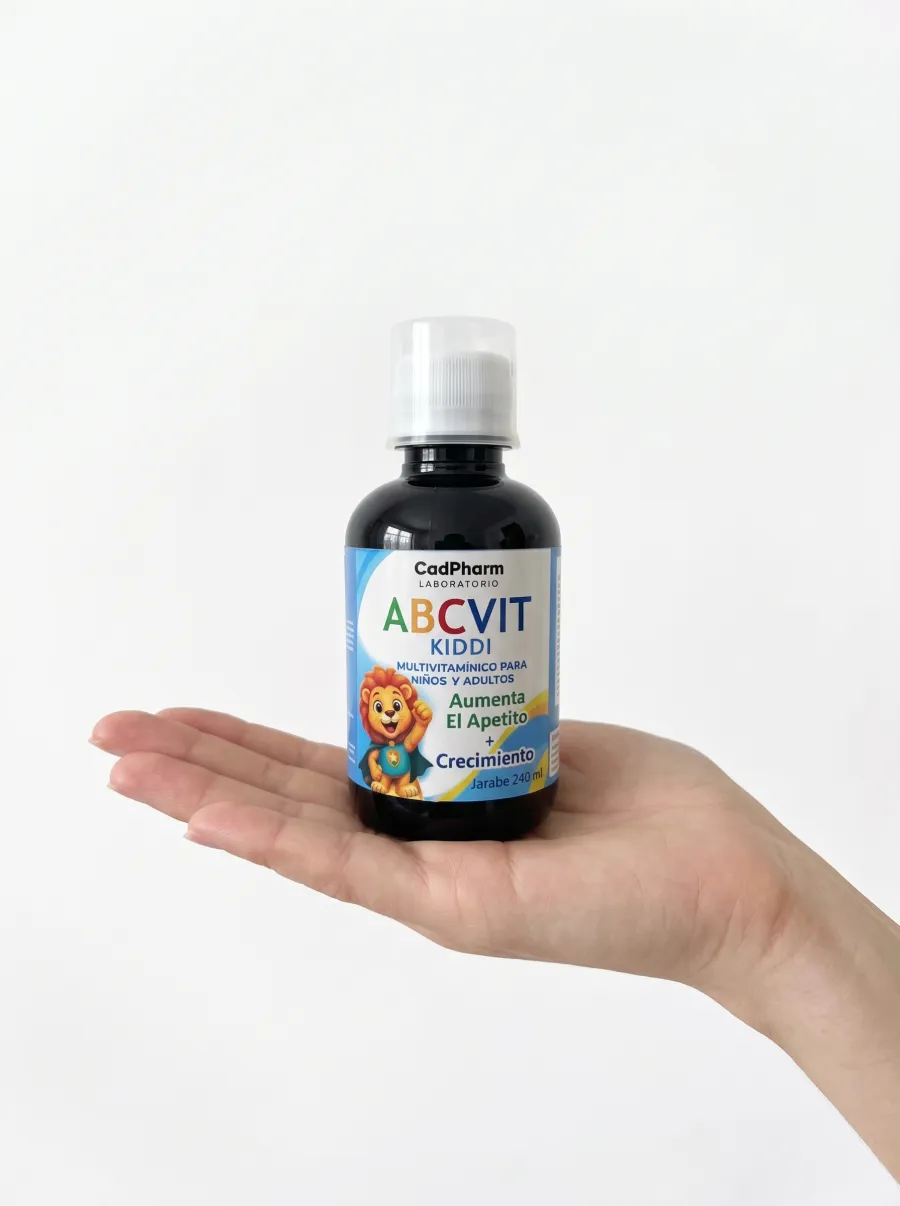 CadPharm
LABORATORIO
ABCVIT
KIDDI
MULTIVITAMÍNICO PARA
NIÑOS Y ADULTOS
Aumenta
El Apetito
+
Crecimiento
Jarabe 240 ml